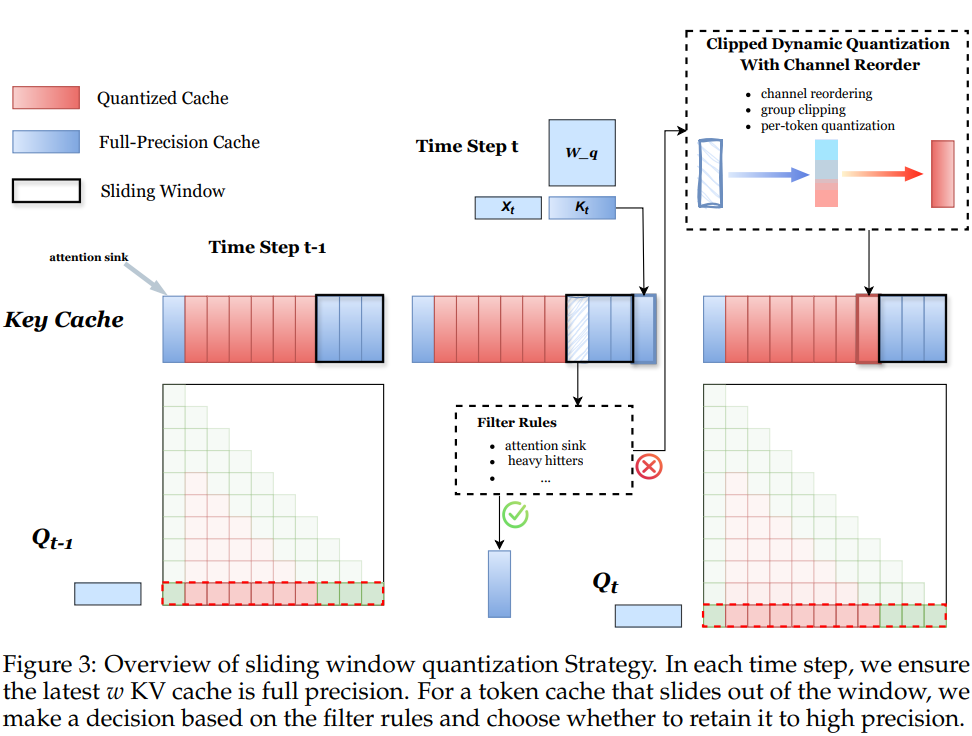 Clipped Dynamic Quantization
With Channel Reorder
• channel reordering
• group clipping
• per-token quantization
Quantized Cache
Full-Precision Cache
Sliding Window
Time Step t
W_q
Xt
Kt
Time Step t-1
attention sink
Key Cache
Filter Rules
• attention sink
• heavy hitters
• ...
Qt-1
Qt
Figure 3: Overview of sliding window quantization Strategy. In each time step, we ensure
the latest w KV cache is full precision. For a token cache that slides out of the window, we
make a decision based on the filter rules and choose whether to retain it to high precision.